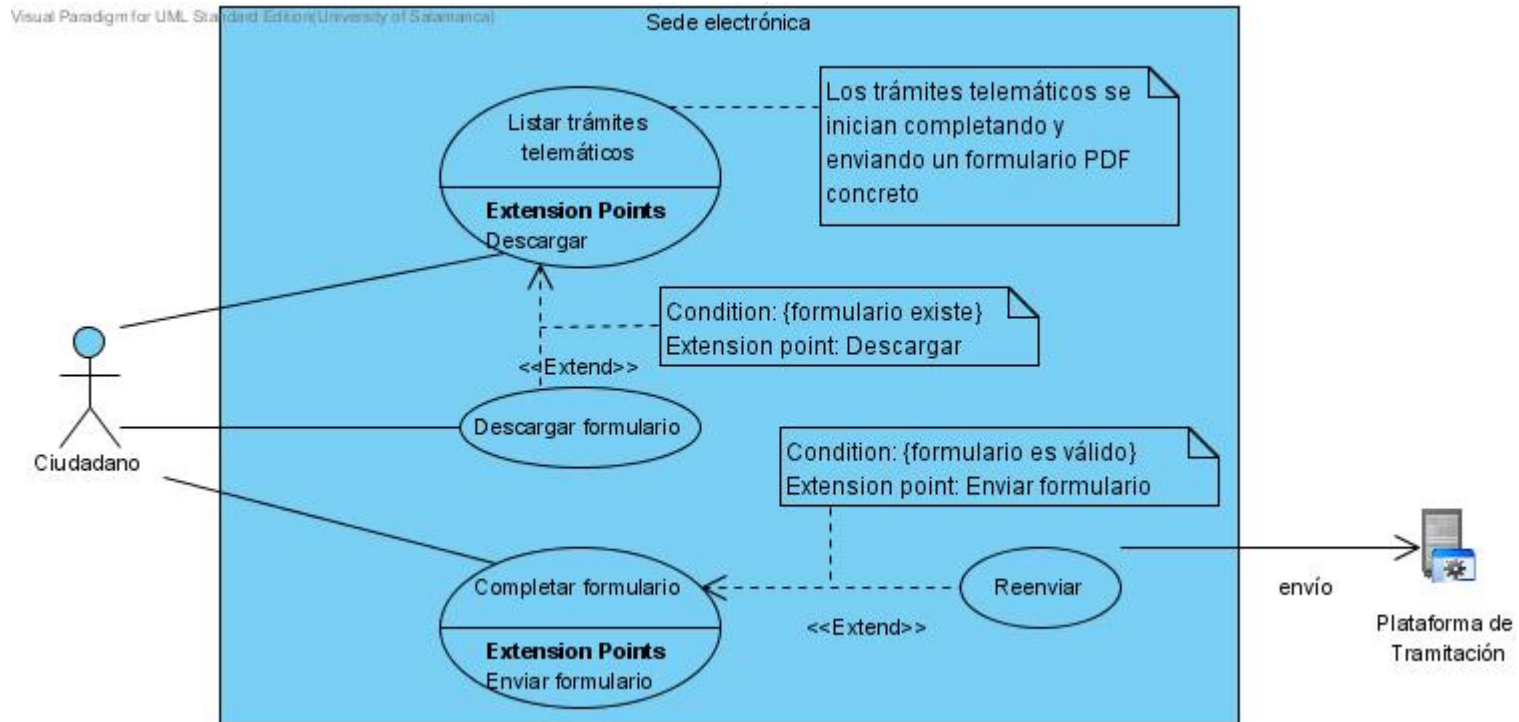 Visual Paradigm for UML Standard Edition(University of Salamanca)
Sede electrónica
Listar trámites
telemáticos
Extension Points
Descargar
Los trámites telemáticos se
inician completando y
enviando un formulario PDF
concreto
Condition: {formulario existe}
Extension point: Descargar
<<Extend>>
Descargar formulario
Ciudadano
Condition: {formulario es válido}
Extension point: Enviar formulario
Completar formulario
Extension Points
Enviar formulario
<<Extend>>
Reenviar
envío
Plataforma de
Tramitación